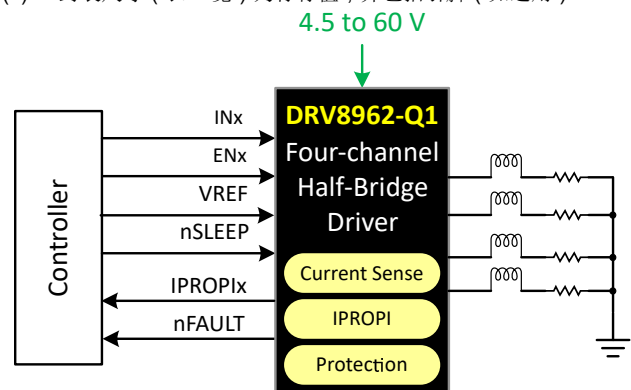 4.5 to 60 V
DRV8962-Q1
Four-channel
Half-Bridge
Driver
Current Sense
IPROPI
Protection
Controller
INx
ENx
VREF
nSLEEP
IPROPIx
nFAULT